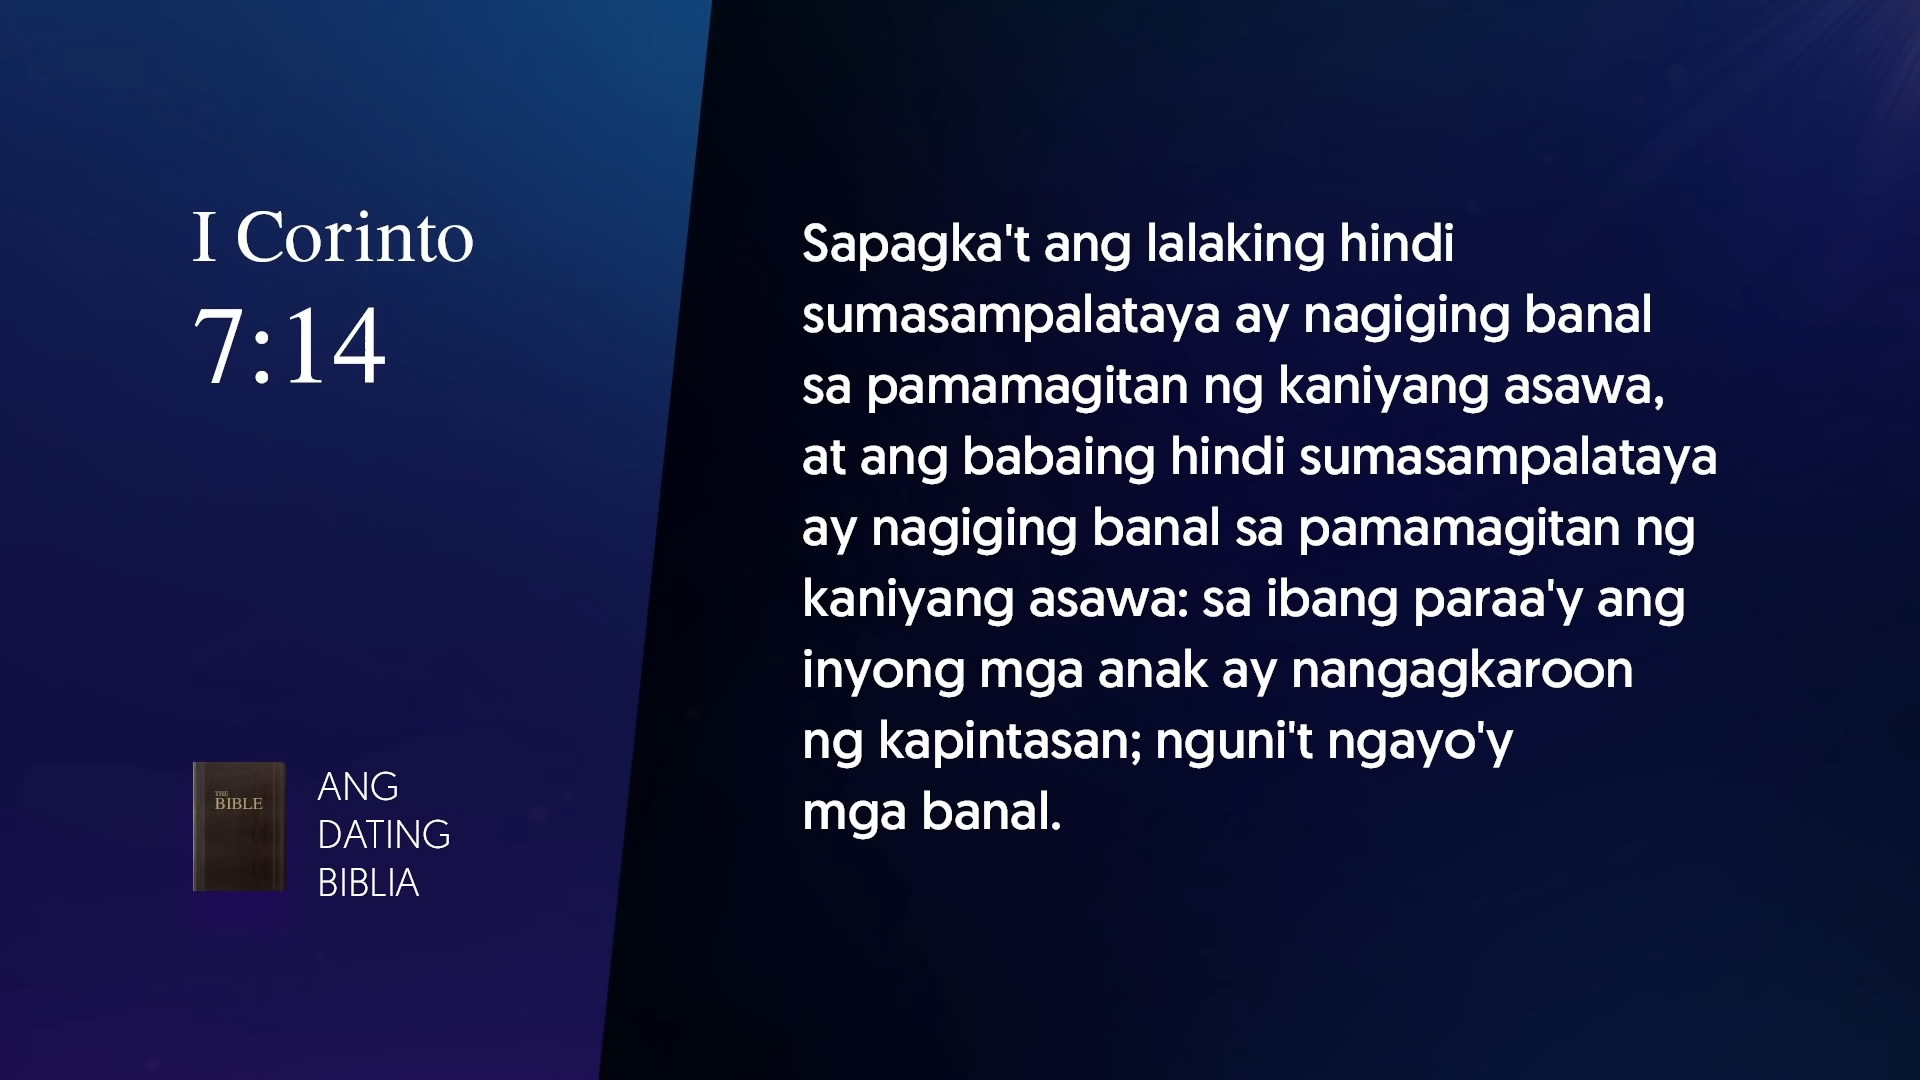 I Corinto
7:14
Sapagka't ang lalaking hindi
sumasampalataya ay nagiging banal
sa pamamagitan ng kaniyang asawa,
at ang babaing hindi sumasampalataya
ay nagiging banal sa pamamagitan ng
kaniyang asawa: sa ibang paraa'y ang
inyong mga anak ay nangagkaroon
ng kapintasan; nguni't ngayo'y
mga banal.
THE
BIBLE
ANG
DATING
BIBLIA